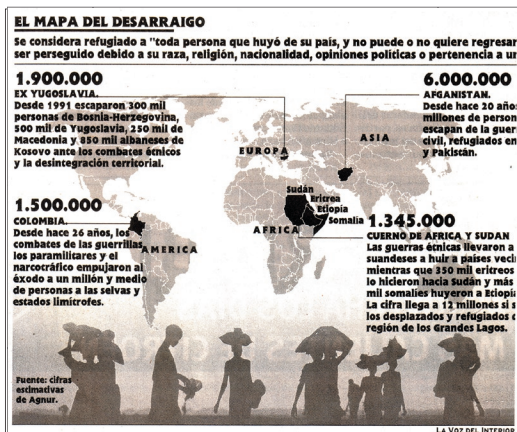 EL MAPA DEL DESARRAIGO
Se considera refugiado a "toda persona que huyó de su país, y no puede o no quiere regresar
ser perseguido debido a su raza, religión, nacionalidad, opiniones políticas o pertenencia a un
1.900.000
EX YUGOSLAVIA.
Desde 1991 escaparon 300 mil
personas de Bosnia-Herzegovina,
500 mil de Yugoslavia, 250 mil de
Macedonia y 850 mil albaneses de
Kosovo ante los combates étnicos
y la desintegración territorial.
6.000.000
AFGANISTAN.
Desde hace 20 años
millones de person
escapan de la guerr
civil, refugiados en
y Pakistán.
EUROPA
ASIA
1.500.000
COLOMBIA.
Desde hace 26 años, los
combates de las guerrillas
los paramilitares y el
narcocráfico empujaron al
éxodo a un millón y medio
de personas a las selvas y
estados limítrofes.
AMERICA
Sudán
Eritrea
Etiopía
Somalia
AFRICA
1.345.000
CUERNO DE AFRICA Y SUDAN
Las guerras étnicas llevaron a
suandeses a huir a países veci
mientras que 350 mil eritreos
lo hicieron hacia Sudán y más
mil somalíes huyeron a Etiopía
La cifra llega a 12 millones si s
los desplazados y refugiados d
región de los Grandes Lagos.
Fuente: cifras
estimativas
de Agnur.
LA VOZ DEL INTERIOR